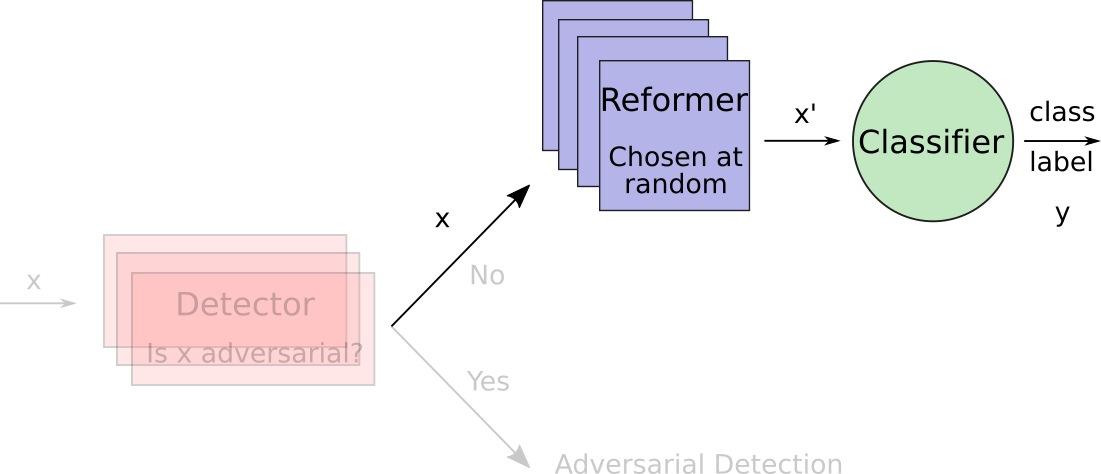 x
Detector
Is x adversarial?
x
No
Yes
Adversarial Detection
Reformer
Chosen at
random
x'
Classifier
class
label
y